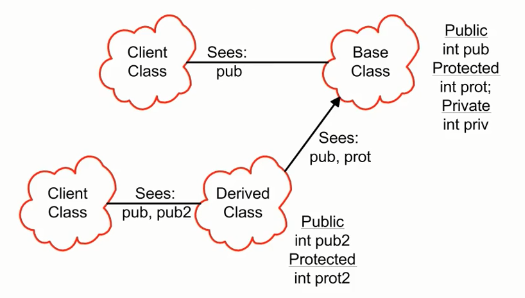 Client
Class
Sees:
pub
Base
Class
Public
int pub
Protected
int prot;
Private
int priv
Sees:
pub, prot
Client
Class
Sees:
pub, pub2
Derived
Class
Public
int pub2
Protected
int prot2